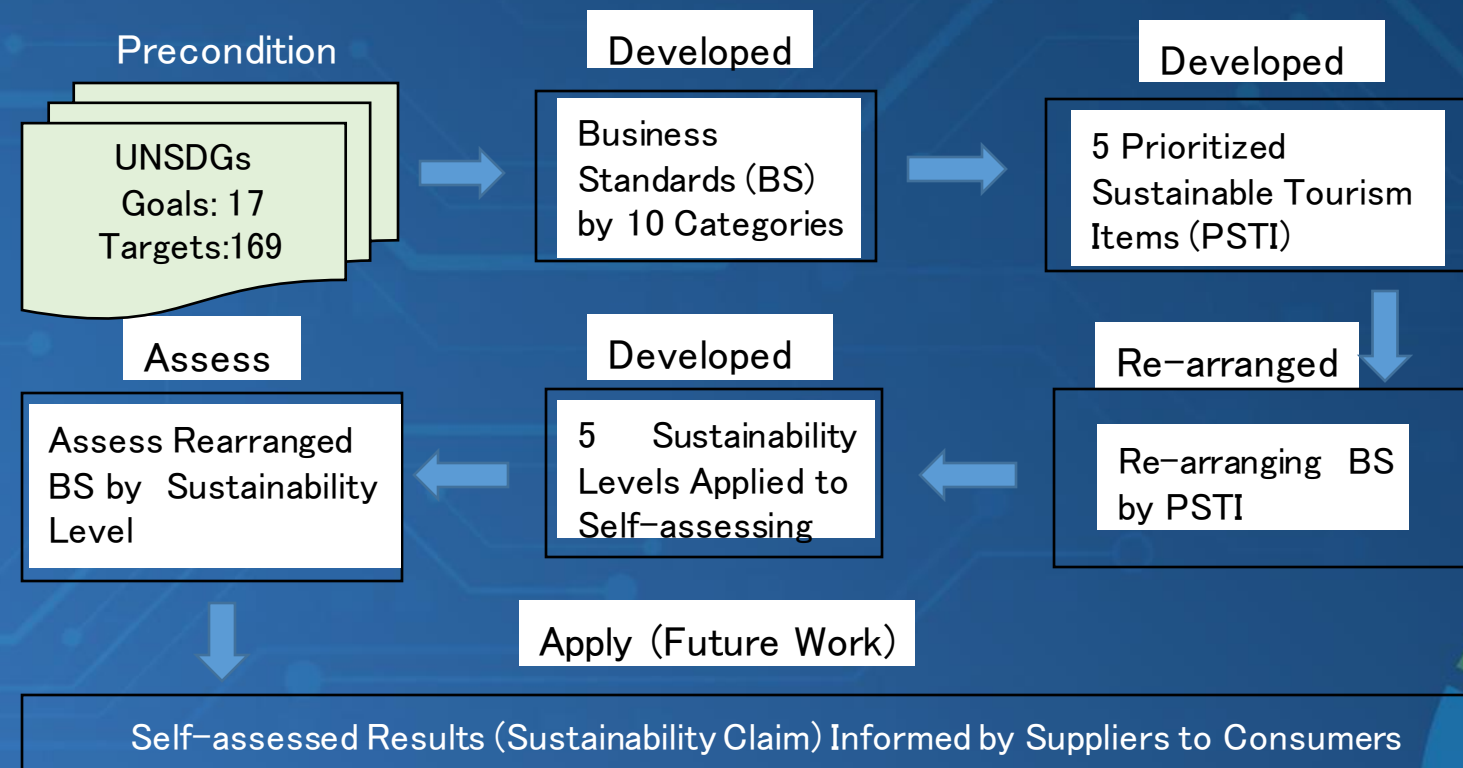 Precondition
UNSDGs
Goals: 17
Targets:169
Developed
Business
Standards (BS)
by 10 Categories
Developed
5 Prioritized
Sustainable Tourism
Items (PSTI)
Re-arranged
Re-arranging BS
by PSTI
Developed
5 Sustainability
Levels Applied to
Self-assessing
Assess
Assess Rearranged
BS by Sustainability
Level
Apply (Future Work)
Self-assessed Results (Sustainability Claim) Informed by Suppliers to Consumers